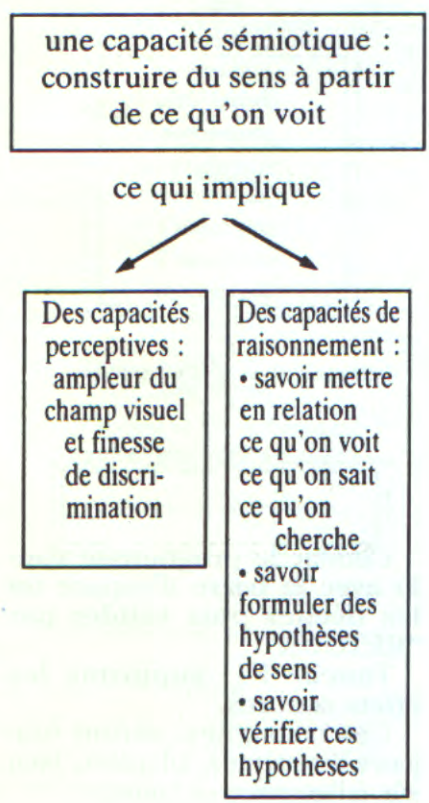 une capacité sémiotique :
construire du sens à partir
de ce qu'on voit
ce qui implique
Des capacités
perceptives :
ampleur du
champ visuel
et finesse
de discri-
mination
Des capacités de
raisonnement :
• savoir mettre
en relation
ce qu'on voit
ce qu'on sait
ce qu'on
cherche
• savoir
formuler des
hypothèses
de sens
• savoir
vérifier ces
hypothèses